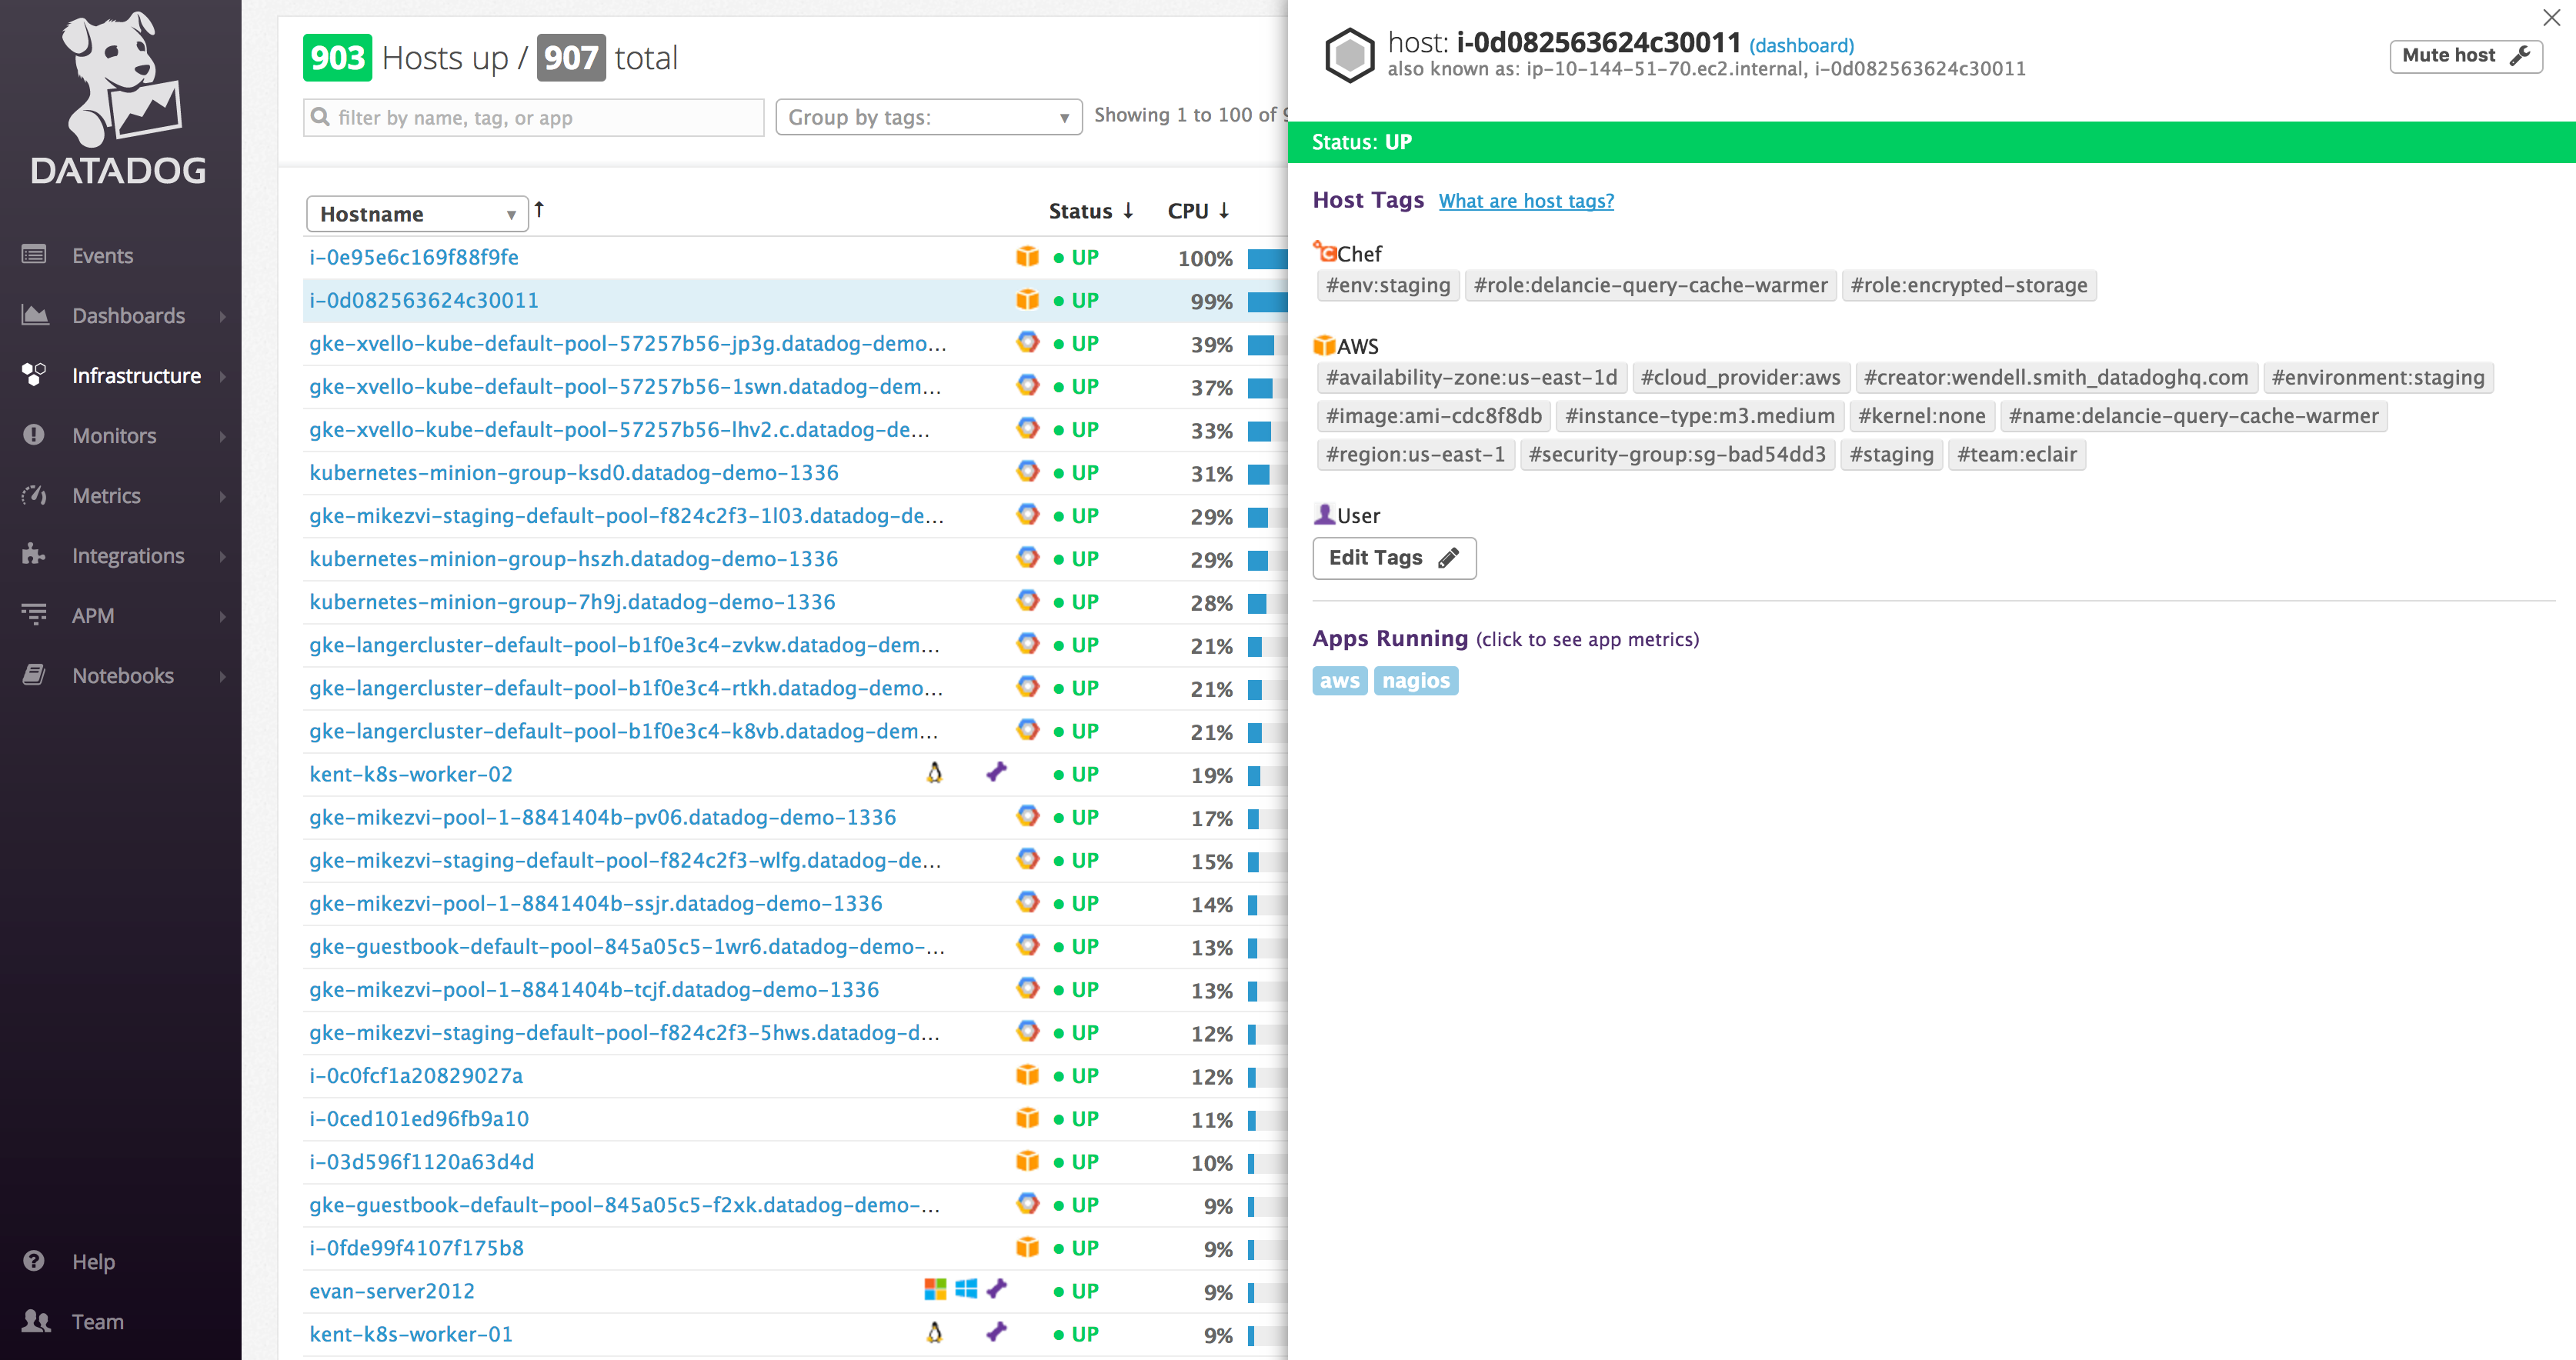 DATADOG
Events
Dashboards
Infrastructure
Monitors
Metrics
Integrations
APM
Notebooks
Help
Team
903 Hosts up / 907 total
filter by name, tag, or app
Group by tags:
Showing 1 to 100 of
Hostname Status CPU
i-0e95e6c169f88f9fe UP 100%
i-0d082563624c30011 UP 99%
gke-xvello-kube-default-pool-57257b56-jp3g.datadog-demo... UP 39%
gke-xvello-kube-default-pool-57257b56-1swn.datadog-dem... UP 37%
gke-xvello-kube-default-pool-57257b56-lhv2.c.datadog-de... UP 33%
kubernetes-minion-group-ksd0.datadog-demo-1336 UP 31%
gke-mikezvi-staging-default-pool-f824c2f3-1l03.datadog-de... UP 29%
kubernetes-minion-group-hszh.datadog-demo-1336 UP 29%
kubernetes-minion-group-7h9j.datadog-demo-1336 UP 28%
gke-langercluster-default-pool-b1f0e3c4-zvkw.datadog-dem... UP 21%
gke-langercluster-default-pool-b1f0e3c4-rtkh.datadog-demo... UP 21%
gke-langercluster-default-pool-b1f0e3c4-k8vb.datadog-dem... UP 21%
kent-k8s-worker-02 UP 19%
gke-mikezvi-pool-1-8841404b-pv06.datadog-demo-1336 UP 17%
gke-mikezvi-staging-default-pool-f824c2f3-wlfg.datadog-de... UP 15%
gke-mikezvi-pool-1-8841404b-ssjr.datadog-demo-1336 UP 14%
gke-guestbook-default-pool-845a05c5-1wr6.datadog-demo-... UP 13%
gke-mikezvi-pool-1-8841404b-tcjf.datadog-demo-1336 UP 13%
gke-mikezvi-staging-default-pool-f824c2f3-5hws.datadog-d... UP 12%
i-0c0fcf1a20829027a UP 12%
i-0ced101ed96fb9a10 UP 11%
i-03d596f1120a63d4d UP 10%
gke-guestbook-default-pool-845a05c5-f2xk.datadog-demo-... UP 9%
i-0fde99f4107f175b8 UP 9%
evan-server2012 UP 9%
kent-k8s-worker-01 UP 9%
host: i-0d082563624c30011 (dashboard)
also known as: ip-10-144-51-70.ec2.internal, i-0d082563624c30011
Mute host
Status: UP
Host Tags What are host tags?
Chef
#env:staging #role:delancie-query-cache-warmer #role:encrypted-storage
AWS
#availability-zone:us-east-1d #cloud_provider:aws #creator:wendell.smith_datadoghq.com #environment:staging
#image:ami-cdc8f8db #instance-type:m3.medium #kernel:none #name:delancie-query-cache-warmer
#region:us-east-1 #security-group:sg-bad54dd3 #staging #team:eclair
User
Edit Tags
Apps Running (click to see app metrics)
aws nagios